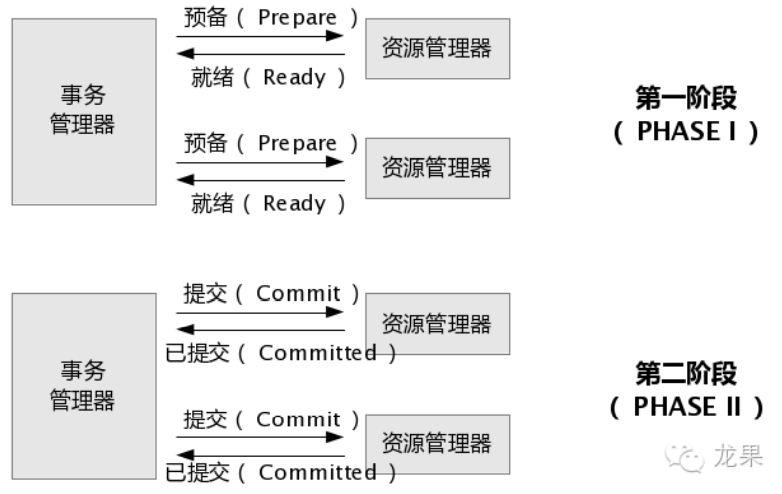 预备( Prepare )
资源管理器
就绪( Ready )
事务
管理器
第一阶段
( PHASE I )
预备( Prepare )
资源管理器
就绪( Ready )
提交( Commit )
资源管理器
已提交( Committed )
事务
管理器
第二阶段
( PHASE II )
提交( Commit )
资源管理器
已提交( Committed )
龙果